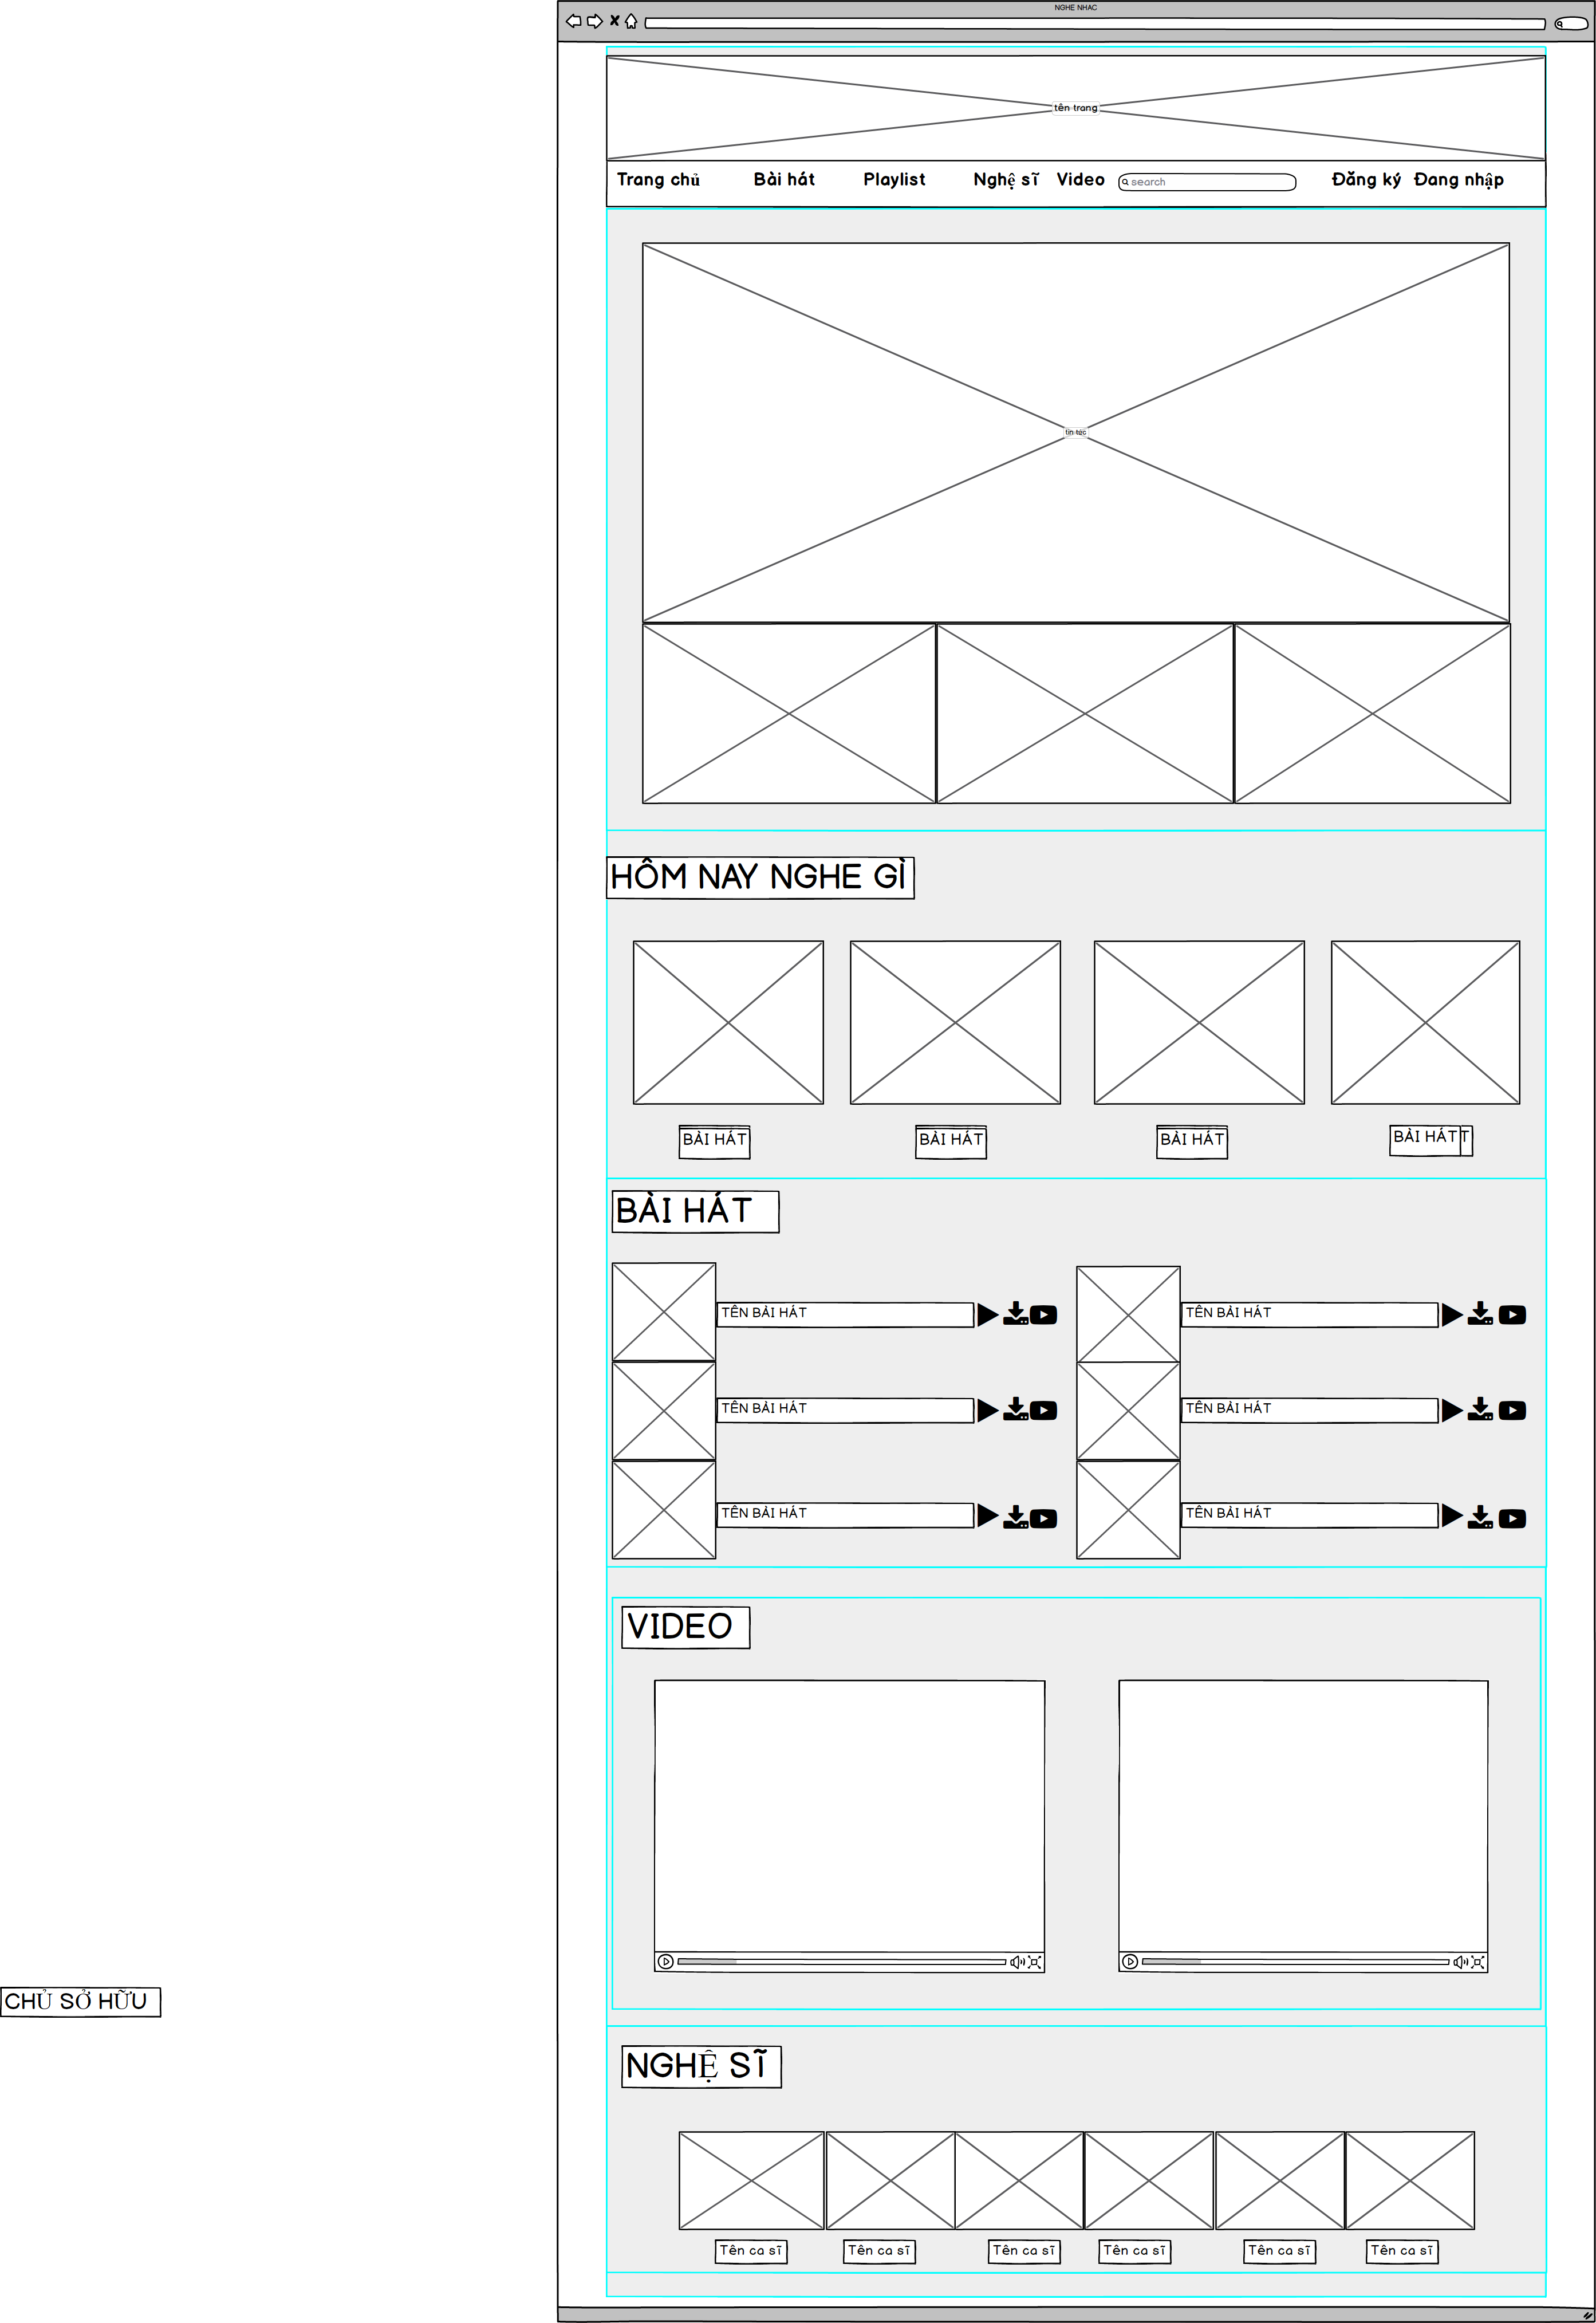 NGHE NHAC
tên trang
Trang chủ Bài hát Playlist Nghệ sĩ Video search Đăng ký Đang nhập
tin tức
HÔM NAY NGHE GÌ
BÀI HÁT BÀI HÁT BÀI HÁT BÀI HÁT T
BÀI HÁT
TÊN BÀI HÁT TÊN BÀI HÁT
TÊN BÀI HÁT TÊN BÀI HÁT
TÊN BÀI HÁT TÊN BÀI HÁT
VIDEO
CHỦ SỞ HỮU
NGHỆ SĨ
Tên ca sĩ Tên ca sĩ Tên ca sĩ Tên ca sĩ Tên ca sĩ Tên ca sĩ